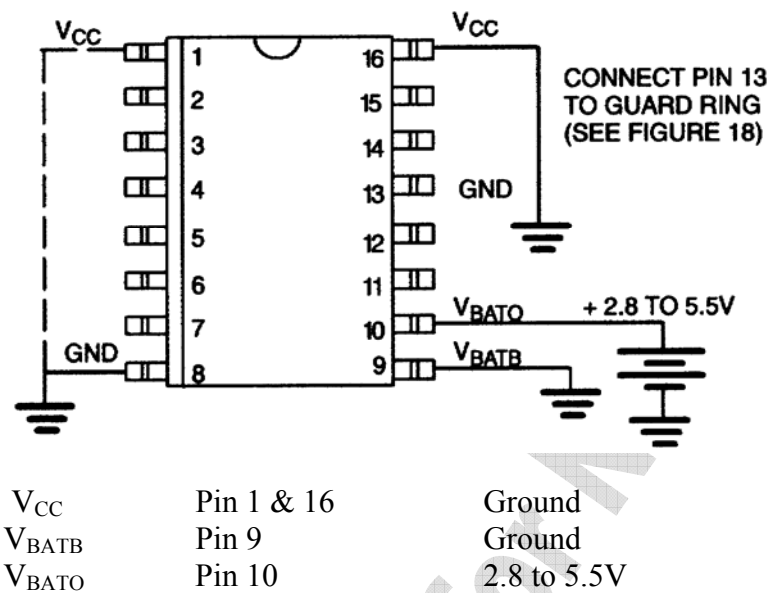 VCC
VCC
1
16
CONNECT PIN 13
TO GUARD RING
(SEE FIGURE 18)
2
15
3
14
4
13
GND
5
12
6
11
7
10
VBATO
+ 2.8 TO 5.5V
GND
8
9
VBATB
VCC Pin 1 & 16 Ground
VBATB Pin 9 Ground
VBATO Pin 10 2.8 to 5.5V